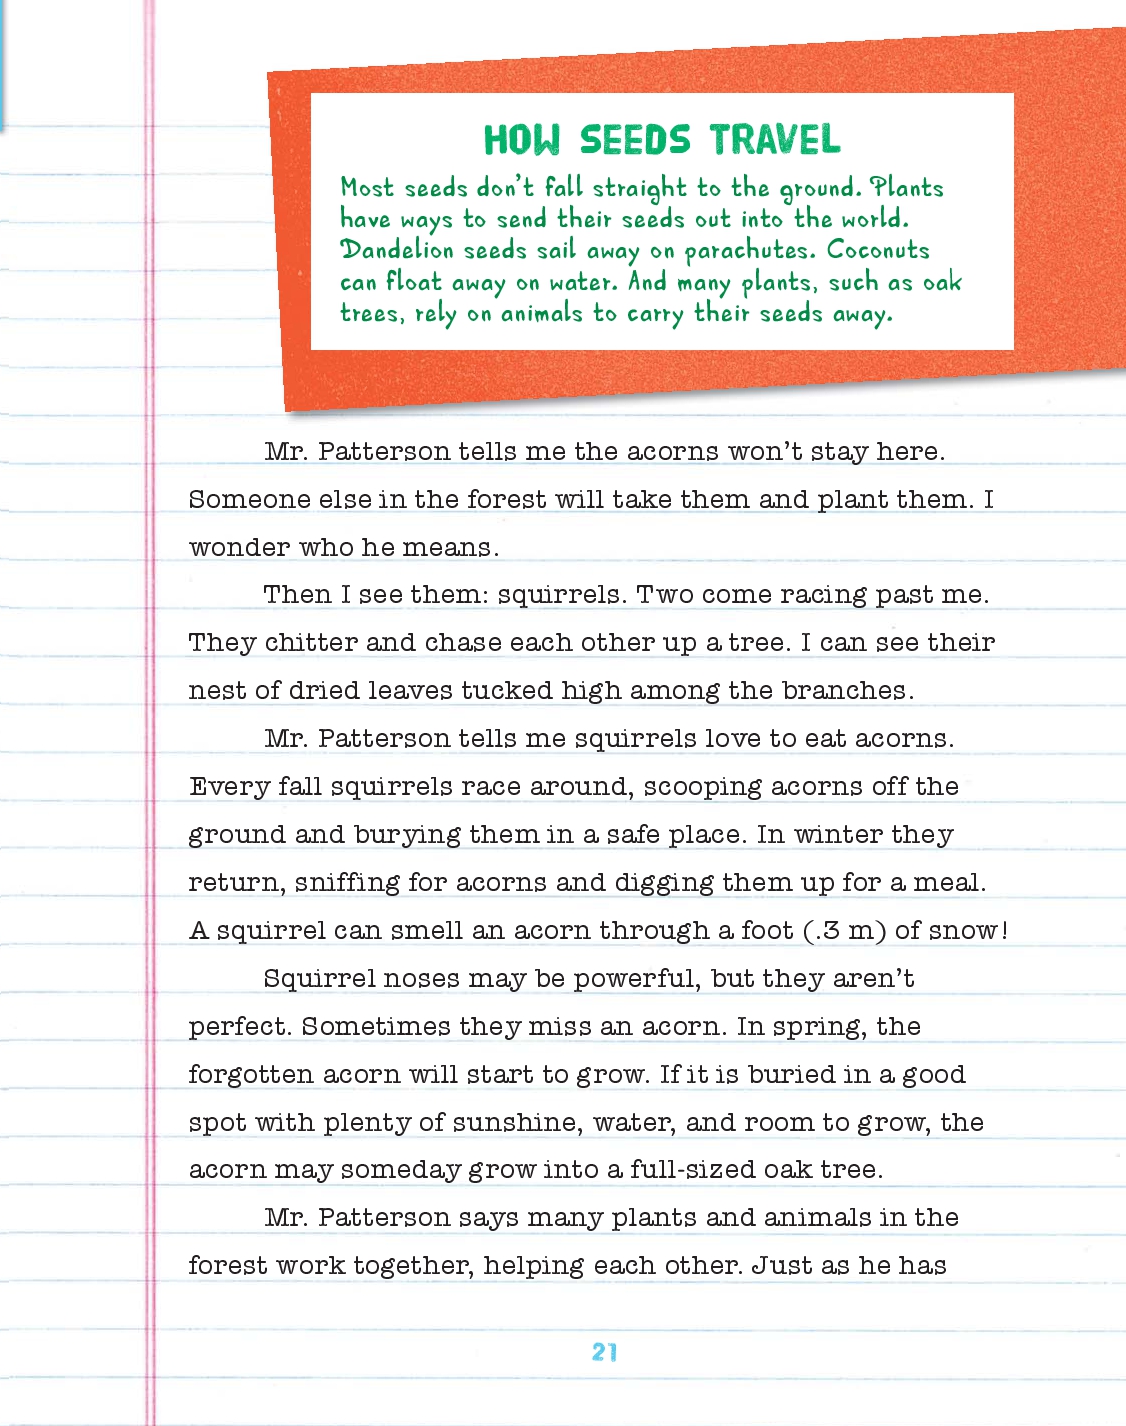 HOW SEEDS TRAVEL
Most seeds don't fall straight to the ground. Plants
have ways to send their seeds out into the world.
Dandelion seeds sail away on parachutes. Coconuts
can float away on water. And many plants, such as oak
trees, rely on animals to carry their seeds away.
Mr. Patterson tells me the acorns won't stay here.
Someone else in the forest will take them and plant them. I
wonder who he means.
Then I see them: squirrels. Two come racing past me.
They chitter and chase each other up a tree. I can see their
nest of dried leaves tucked high among the branches.
Mr. Patterson tells me squirrels love to eat acorns.
Every fall squirrels race around, scooping acorns off the
ground and burying them in a safe place. In winter they
return, sniffing for acorns and digging them up for a meal.
A squirrel can smell an acorn through a foot (.3 m) of snow!
Squirrel noses may be powerful, but they aren't
perfect. Sometimes they miss an acorn. In spring, the
forgotten acorn will start to grow. If it is buried in a good
spot with plenty of sunshine, water, and room to grow, the
acorn may someday grow into a full-sized oak tree.
Mr. Patterson says many plants and animals in the
forest work together, helping each other. Just as he has
21